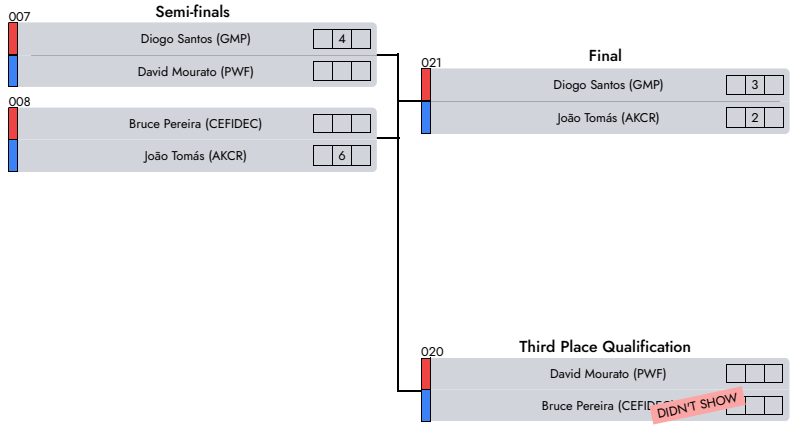 Semi-finals
007
Diogo Santos (GMP) 4
David Mourato (PWF)
008
Bruce Pereira (CEFIDEC)
João Tomás (AKCR) 6
Final
021
Diogo Santos (GMP) 3
João Tomás (AKCR) 2
Third Place Qualification
020
David Mourato (PWF)
Bruce Pereira (CEFIDEC)
DIDN'T SHOW